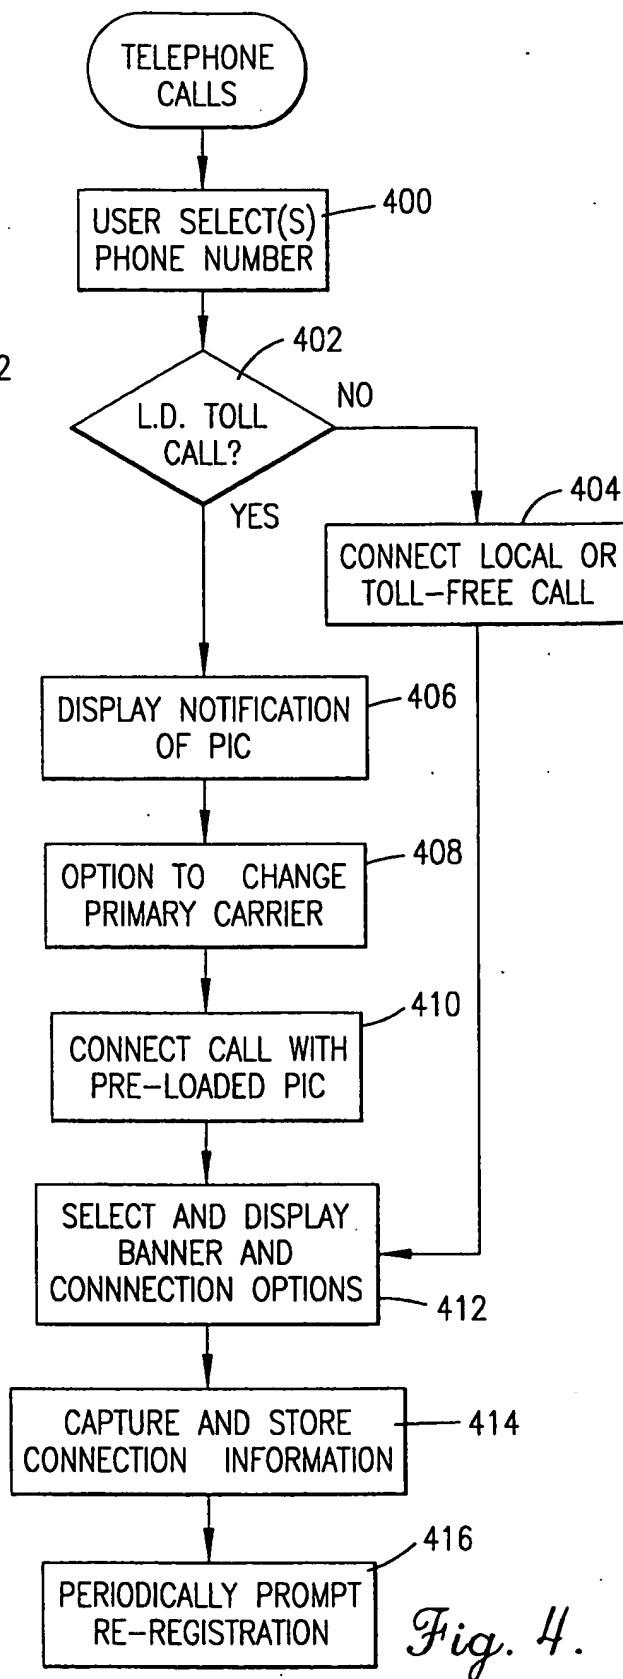 TELEPHONE
CALLS
400
USER SELECT(S)
PHONE NUMBER
402
2
L.D. TOLL
CALL?
NO
YES
404
CONNECT LOCAL OR
TOLL-FREE CALL
406
DISPLAY NOTIFICATION
OF PIC
408
OPTION TO CHANGE
PRIMARY CARRIER
410
CONNECT CALL WITH
PRE-LOADED PIC
SELECT AND DISPLAY
BANNER AND
CONNNECTION OPTIONS
412
CAPTURE AND STORE
CONNECTION INFORMATION
414
416
PERIODICALLY PROMPT
RE-REGISTRATION
Fig. 4.